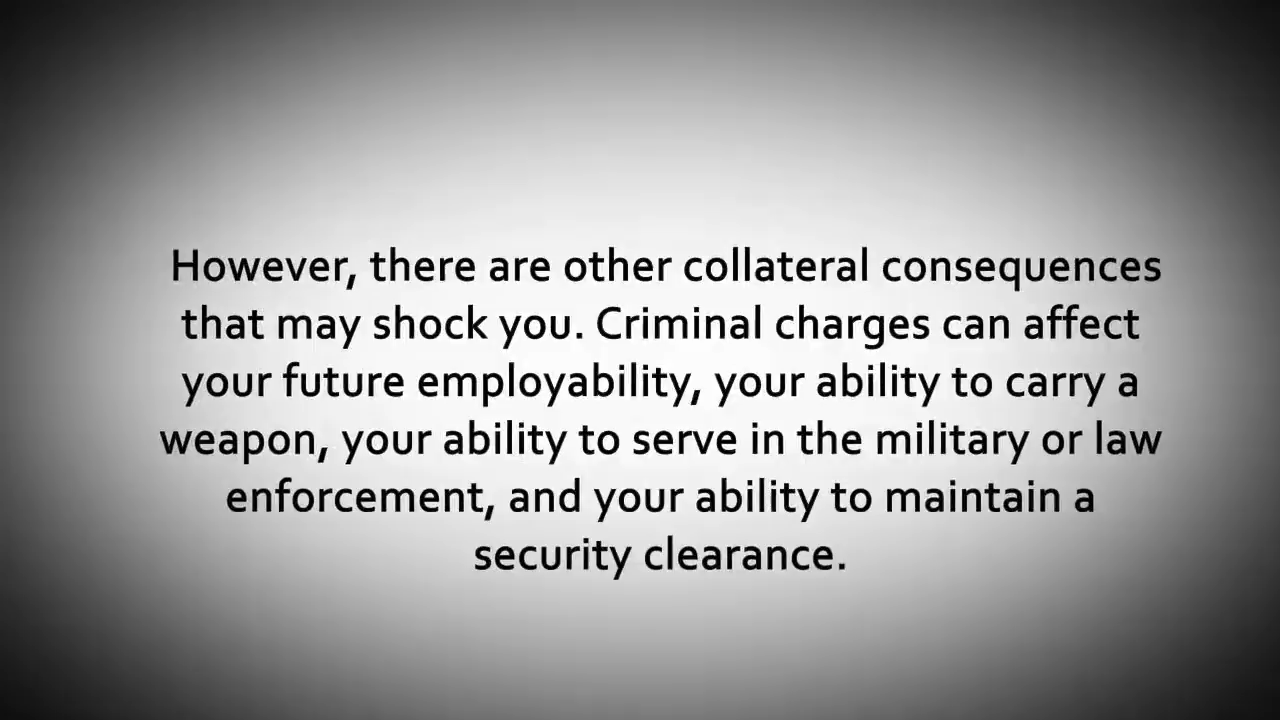 However, there are other collateral consequences
that may shock you. Criminal charges can affect
your future employability, your ability to carry a
weapon, your ability to serve in the military or law
enforcement, and your ability to maintain a
security clearance.